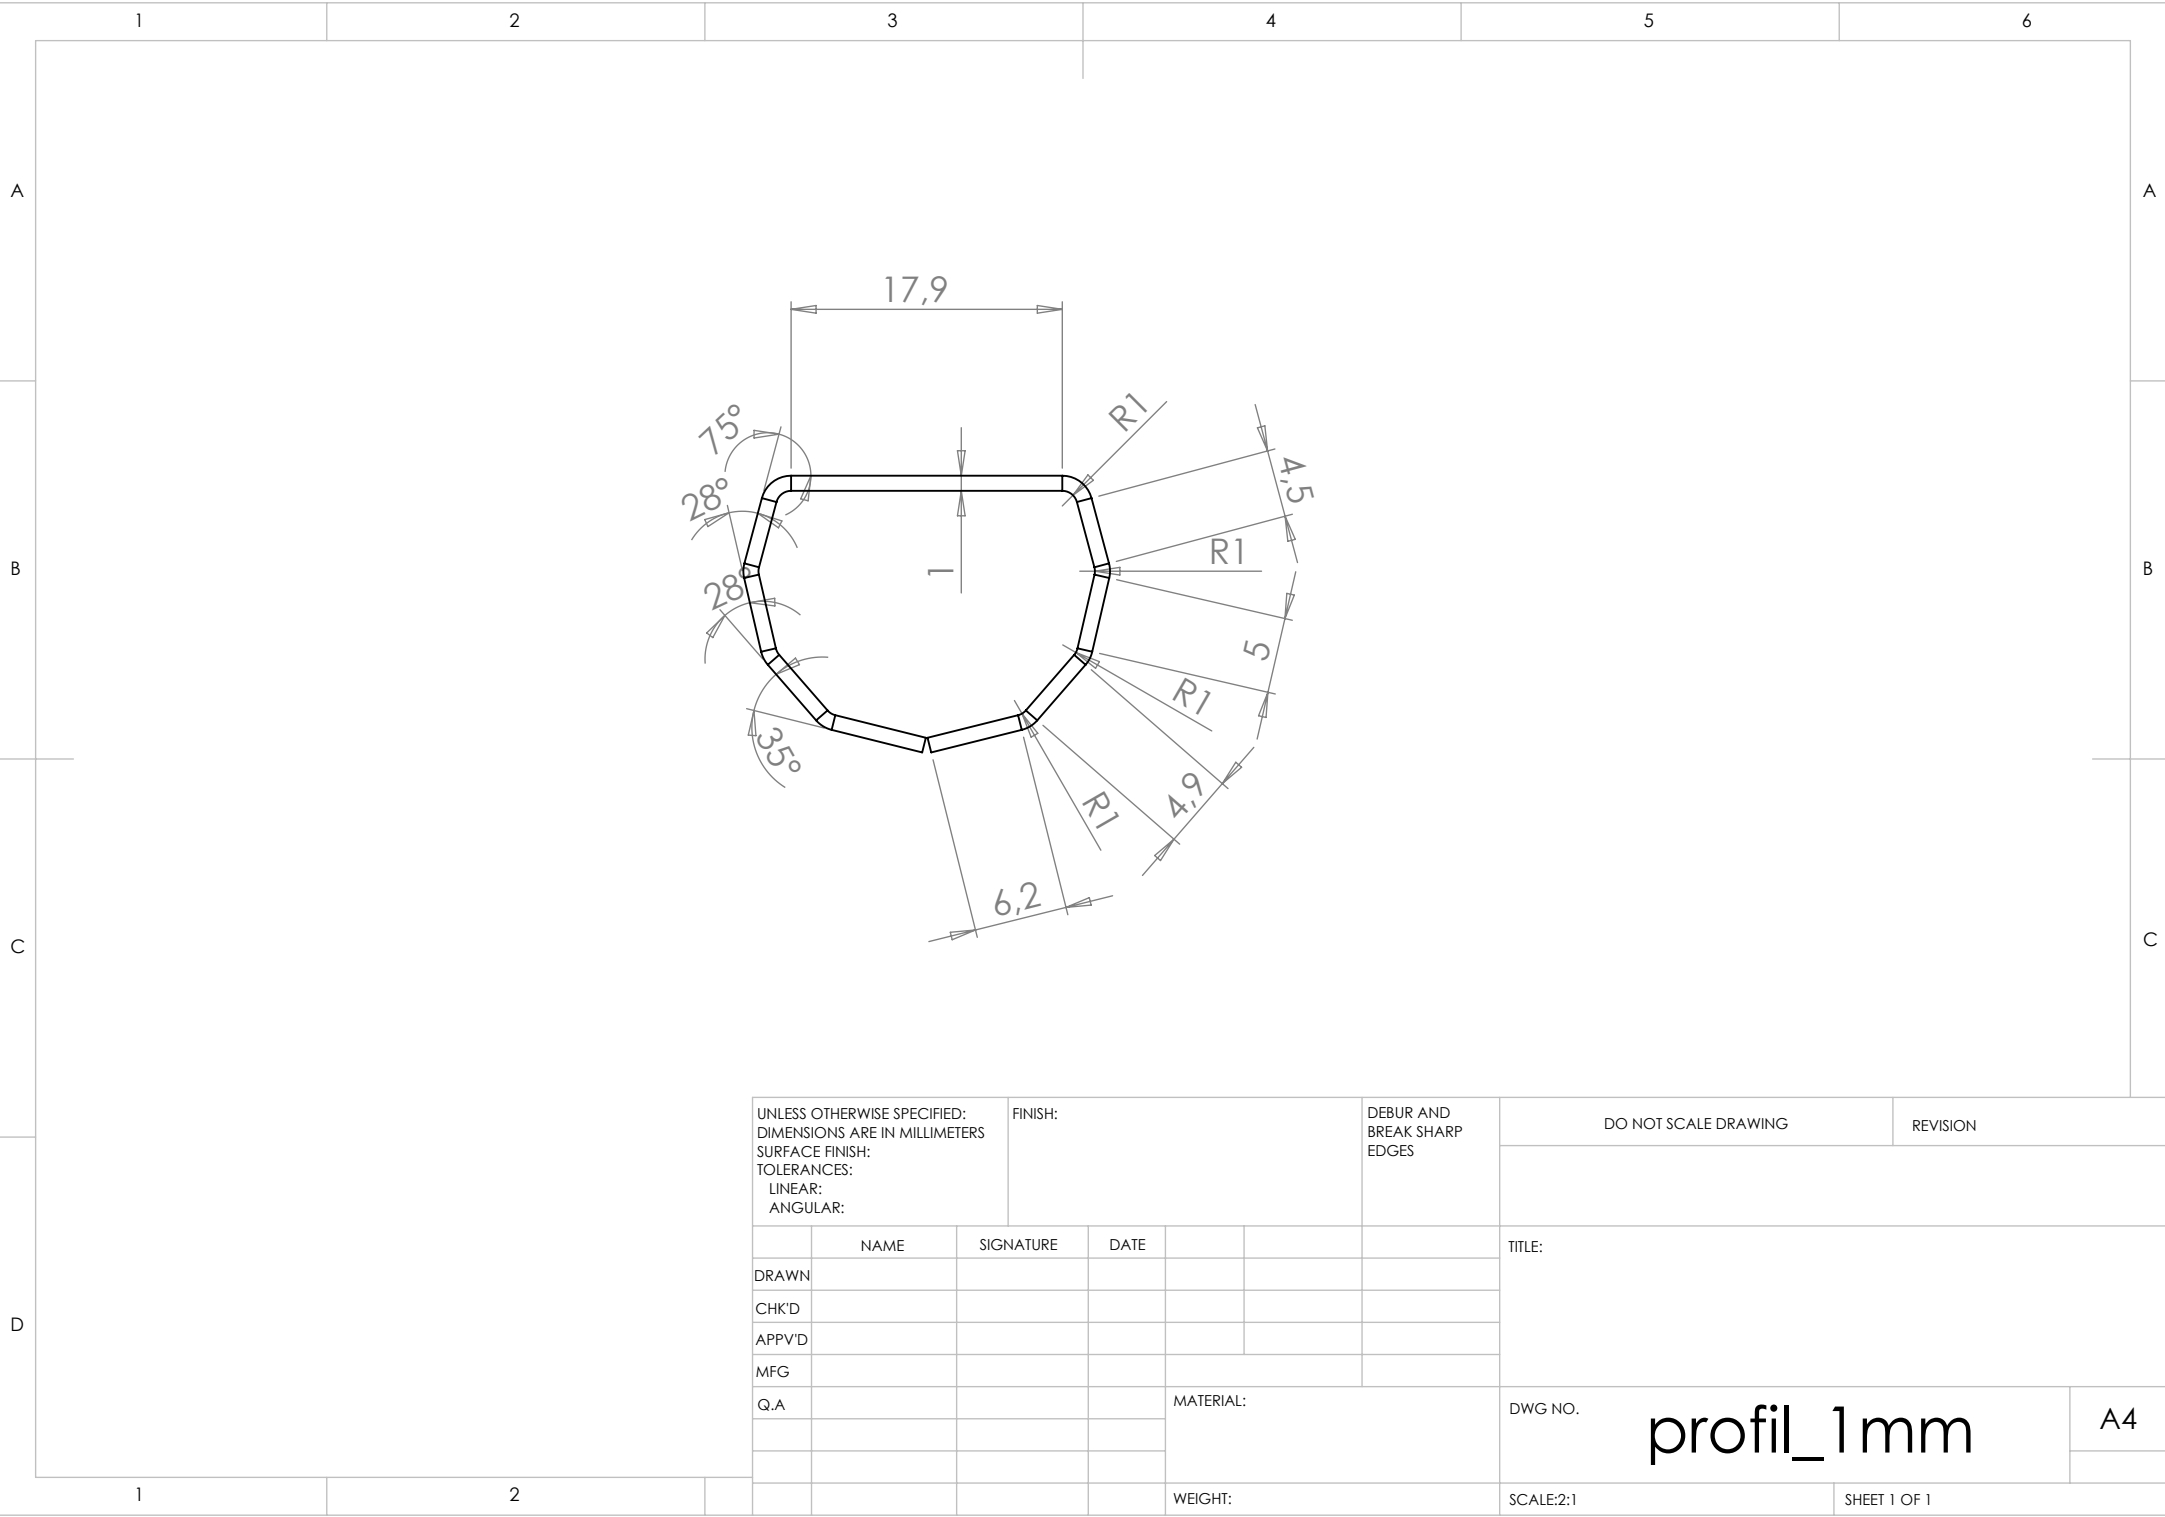 1 2 3 4 5 6
A A
17,9
75°
R1
28°
4,5
R1
B 1 B
28°
5
R1
35°
4,9
R1
6,2
C C
UNLESS OTHERWISE SPECIFIED:
DIMENSIONS ARE IN MILLIMETERS
SURFACE FINISH:
TOLERANCES:
LINEAR:
ANGULAR:
FINISH:
DEBUR AND
BREAK SHARP
EDGES
DO NOT SCALE DRAWING
REVISION
NAME SIGNATURE DATE
TITLE:
DRAWN
CHK'D
APPV'D
MFG
Q.A
D
MATERIAL:
DWG NO.
profil_1mm
A4
WEIGHT:
SCALE:2:1
SHEET 1 OF 1
1 2